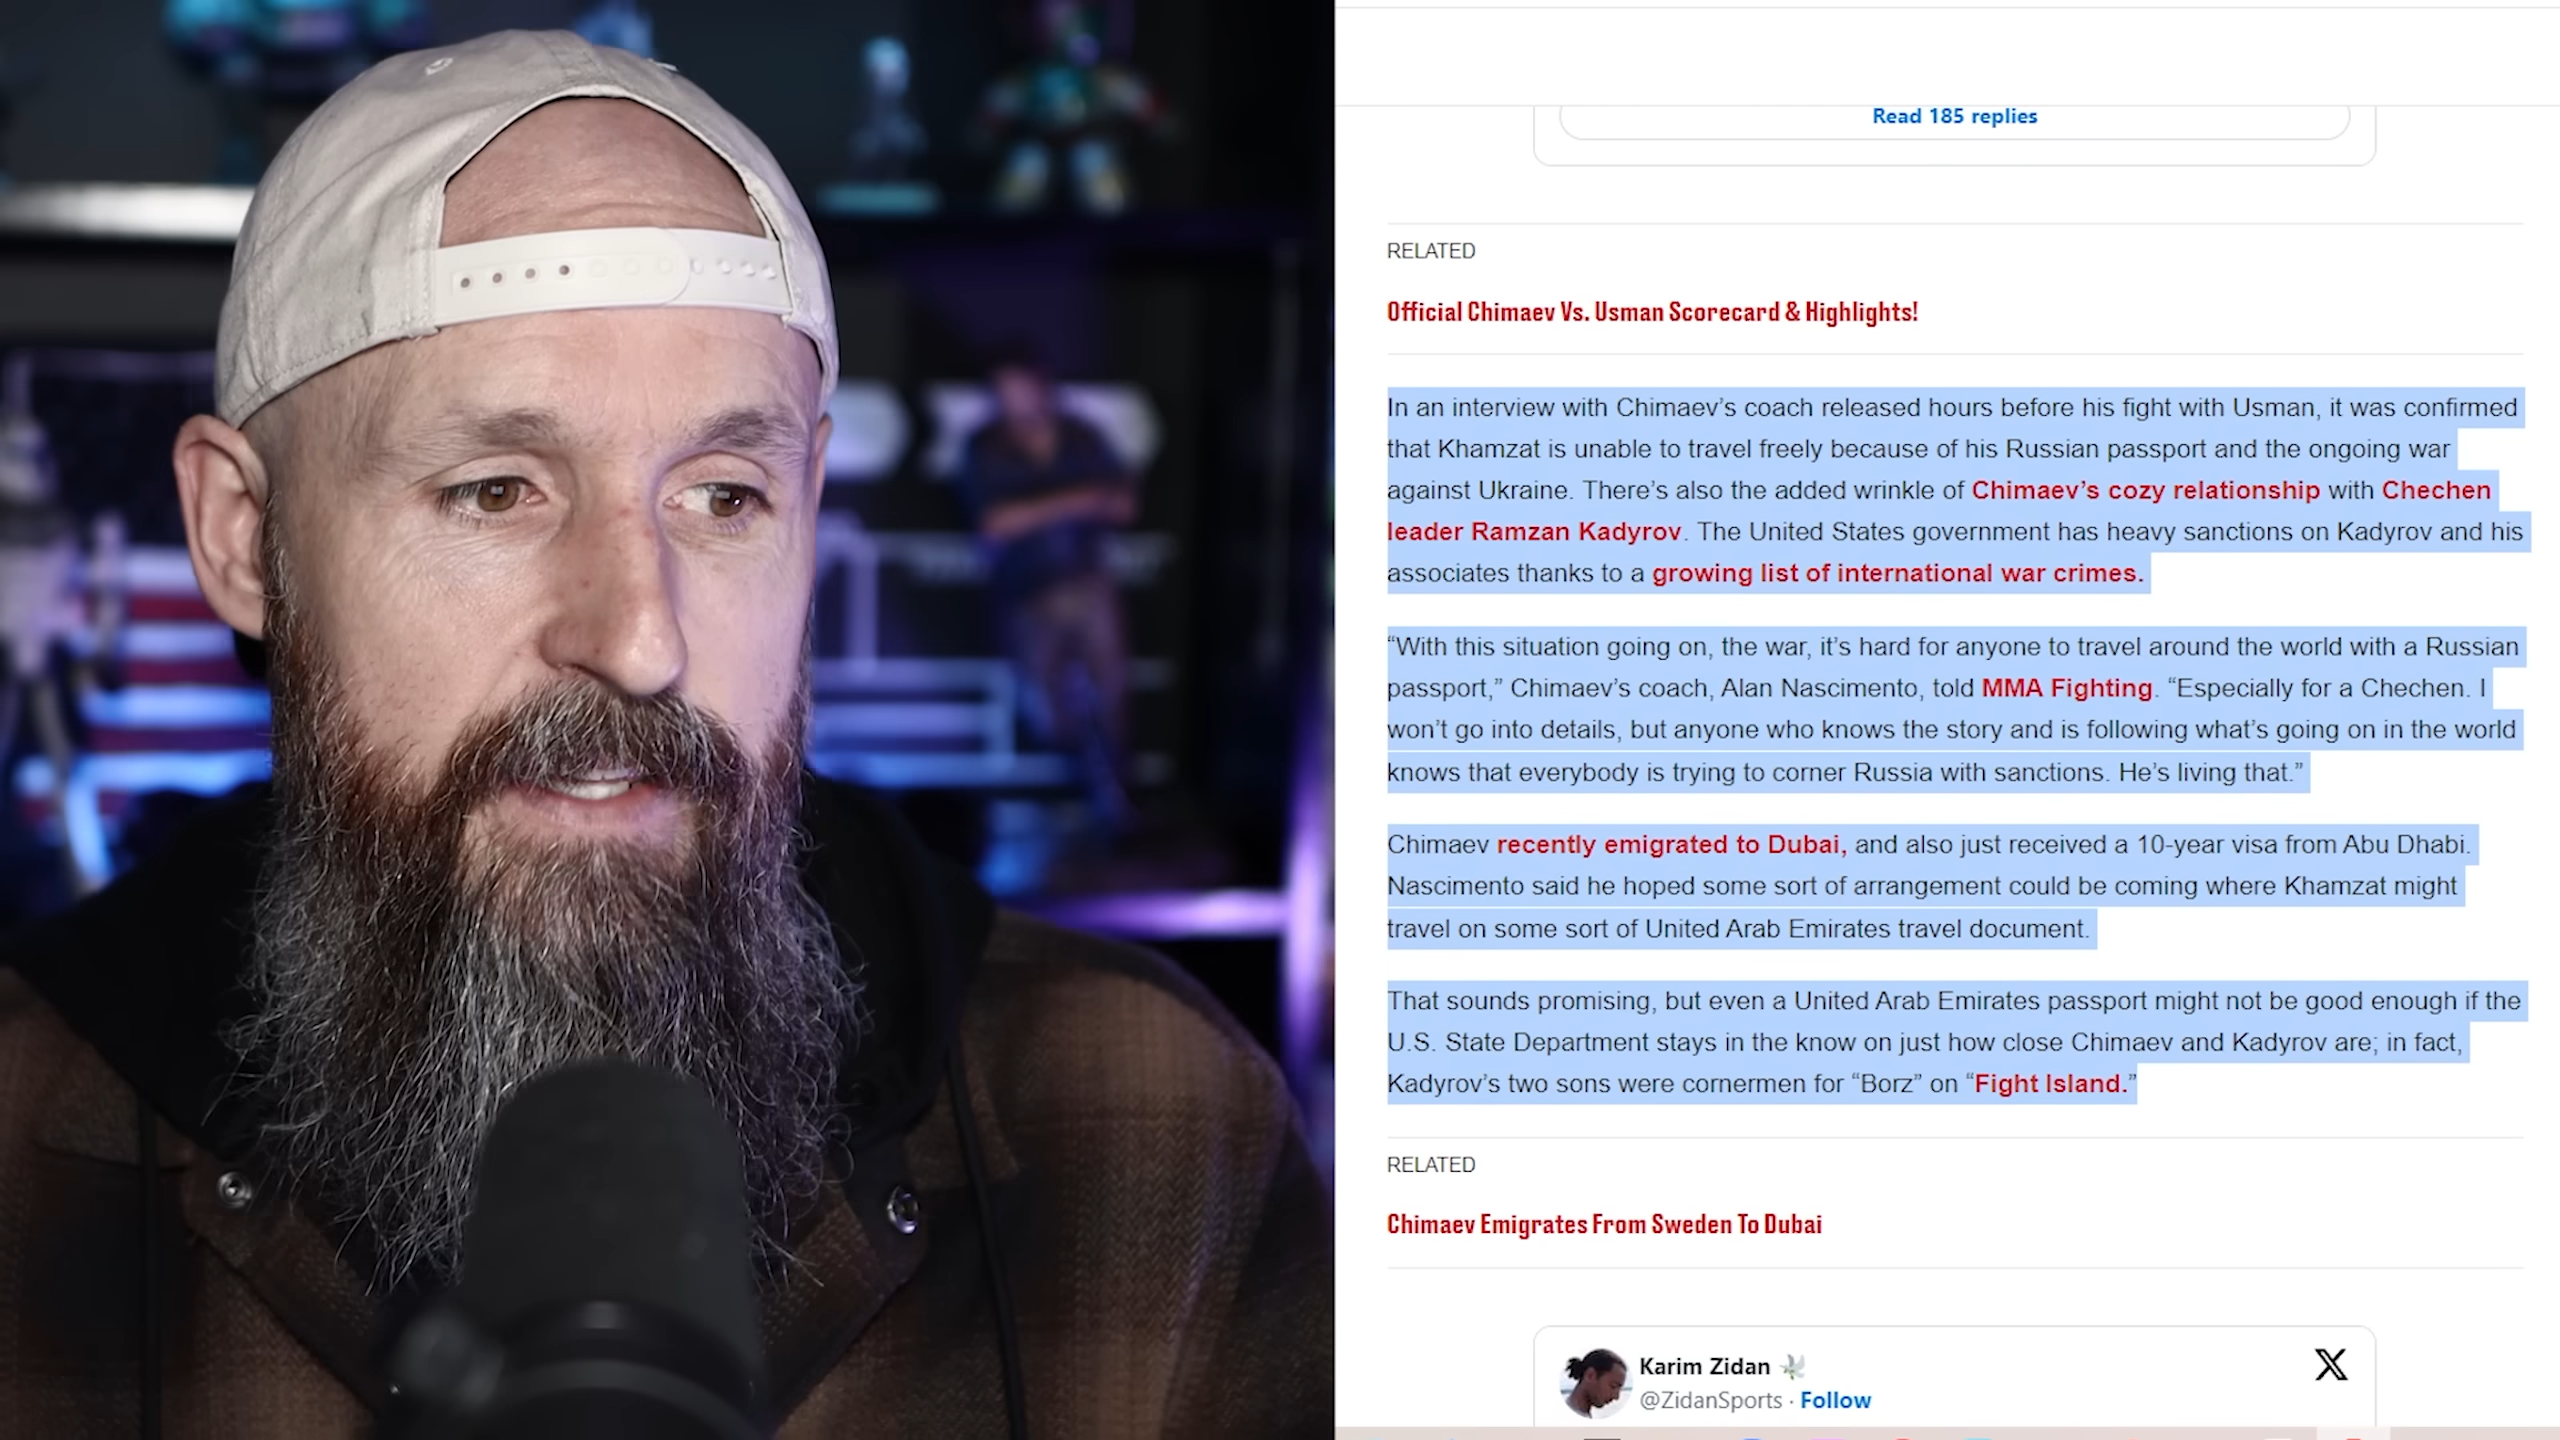 Read 185 replies
RELATED
Official Chimaev Vs. Usman Scorecard & Highlights!
In an interview with Chimaev’s coach released hours before his fight with Usman, it was confirmed
that Khamzat is unable to travel freely because of his Russian passport and the ongoing war
against Ukraine. There’s also the added wrinkle of Chimaev’s cozy relationship with Chechen
leader Ramzan Kadyrov. The United States government has heavy sanctions on Kadyrov and his
associates thanks to a growing list of international war crimes.
“With this situation going on, the war, it’s hard for anyone to travel around the world with a Russian
passport,” Chimaev’s coach, Alan Nascimento, told MMA Fighting. “Especially for a Chechen. I
won’t go into details, but anyone who knows the story and is following what’s going on in the world
knows that everybody is trying to corner Russia with sanctions. He’s living that.”
Chimaev recently emigrated to Dubai, and also just received a 10-year visa from Abu Dhabi.
Nascimento said he hoped some sort of arrangement could be coming where Khamzat might
travel on some sort of United Arab Emirates travel document.
That sounds promising, but even a United Arab Emirates passport might not be good enough if the
U.S. State Department stays in the know on just how close Chimaev and Kadyrov are; in fact,
Kadyrov’s two sons were cornermen for “Borz” on “Fight Island.”
RELATED
Chimaev Emigrates From Sweden To Dubai
Karim Zidan
@ZidanSports · Follow